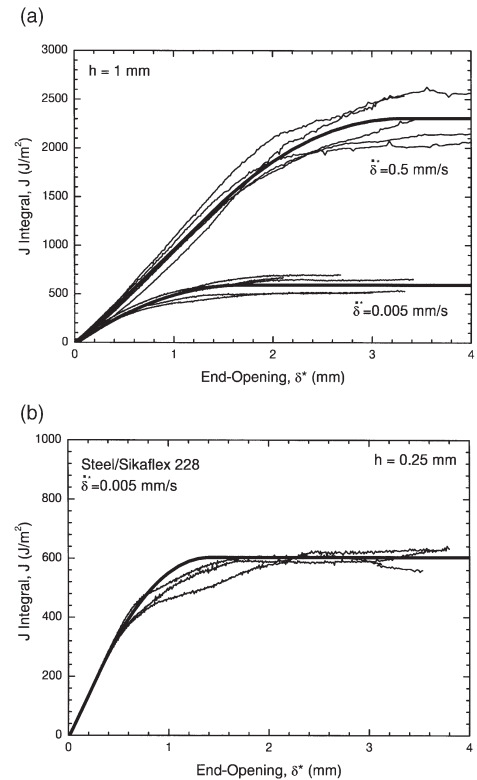 (a)
3000
h = 1 mm
2500
2000
1500
1000
500
0
J Integral, J (J/m²)
δ̇*=0.5 mm/s
δ̇*=0.005 mm/s
0 1 2 3 4
End-Opening, δ* (mm)
(b)
1000
Steel/Sikaflex 228
δ̇*=0.005 mm/s
h = 0.25 mm
800
600
400
200
0
J Integral, J (J/m²)
0 1 2 3 4
End-Opening, δ* (mm)